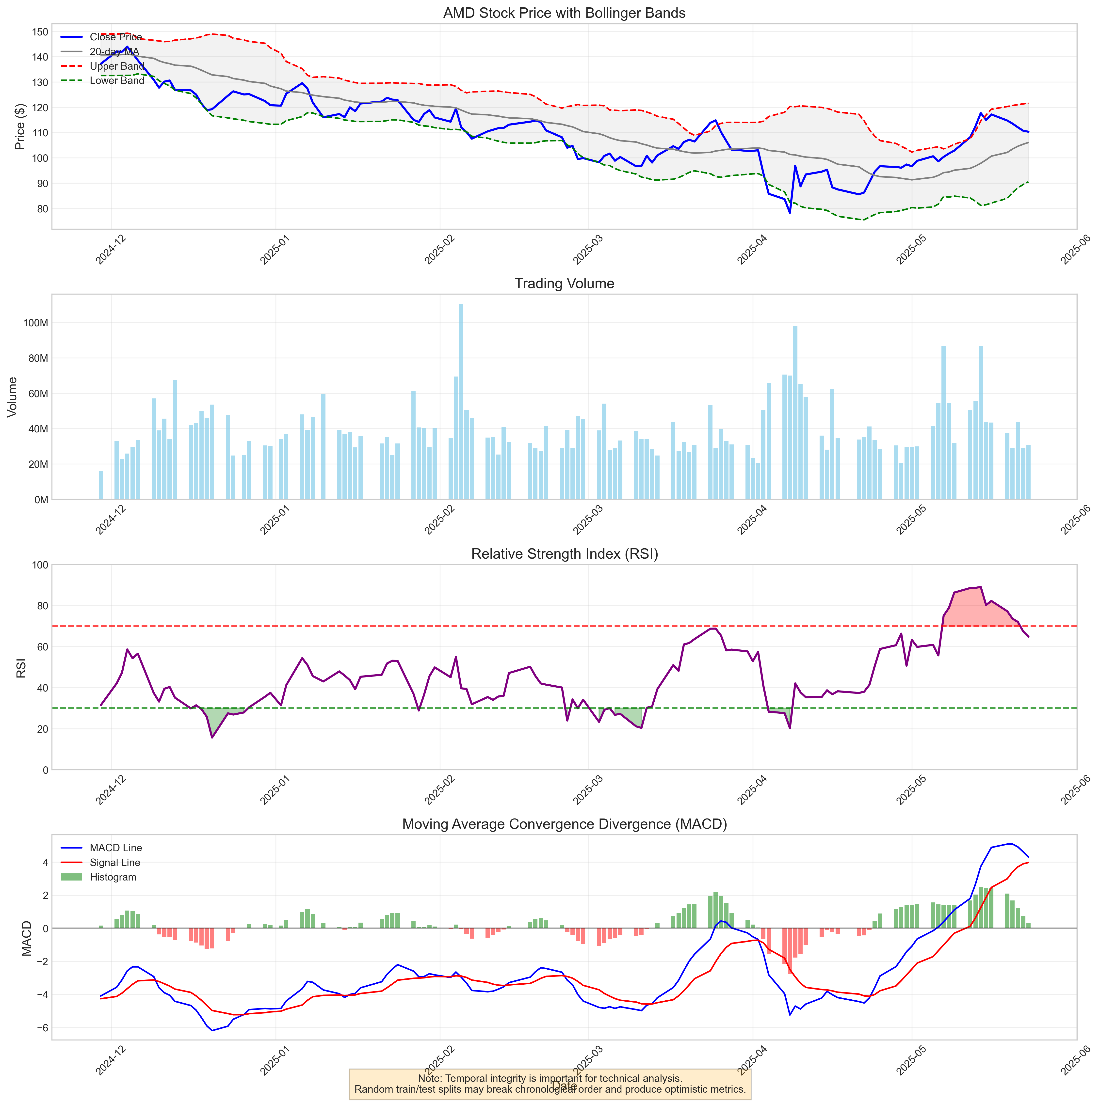 AMD Stock Price with Bollinger Bands
Price ($)
150
140
130
120
110
100
90
80
Close Price
20-day MA
Upper Band
Lower Band
2024-12
2025-01
2025-02
2025-03
2025-04
2025-05
2025-06
Trading Volume
Volume
100M
80M
60M
40M
20M
0M
2024-12
2025-01
2025-02
2025-03
2025-04
2025-05
2025-06
Relative Strength Index (RSI)
RSI
100
80
60
40
20
0
2024-12
2025-01
2025-02
2025-03
2025-04
2025-05
2025-06
Moving Average Convergence Divergence (MACD)
MACD
4
2
0
−2
−4
−6
MACD Line
Signal Line
Histogram
2024-12
2025-01
2025-02
2025-03
2025-04
2025-05
2025-06
Date
Note: Temporal integrity is important for technical analysis.
Random train/test splits may break chronological order and produce optimistic metrics.